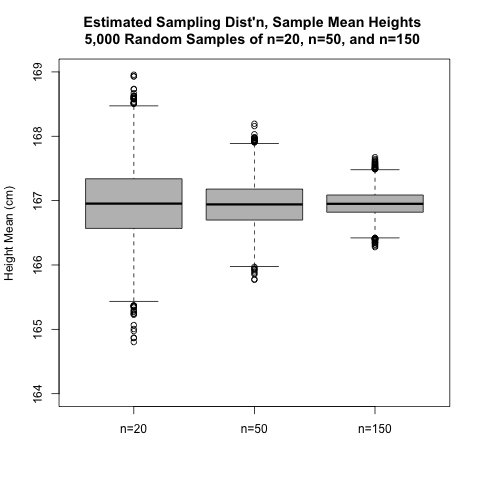 Estimated Sampling Dist'n, Sample Mean Heights
5,000 Random Samples of n=20, n=50, and n=150
169
168
167
166
165
164
Height Mean (cm)
n=20 n=50 n=150